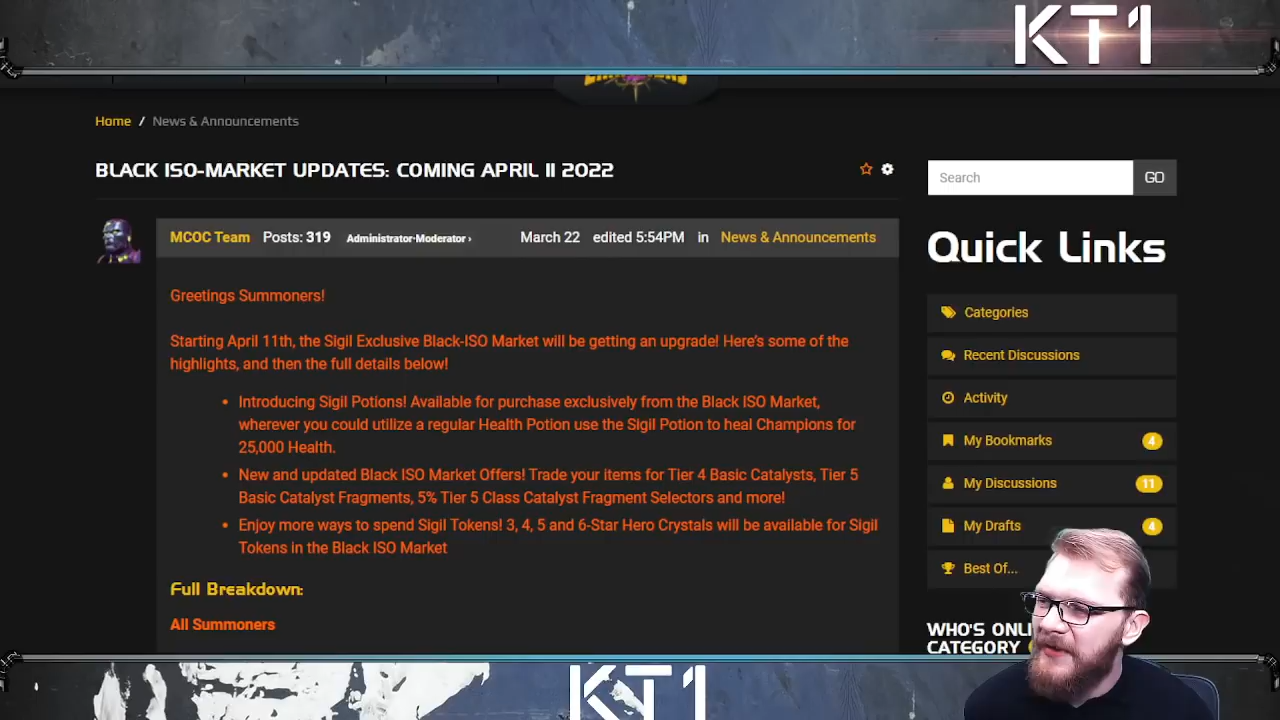 KT1
Home / News & Announcements
BLACK ISO-MARKET UPDATES: COMING APRIL 11 2022
Search
GO
MCOC Team Posts: 319 Administrator·Moderator › March 22 edited 5:54PM in News & Announcements
Quick Links
Greetings Summoners!
Categories
Starting April 11th, the Sigil Exclusive Black-ISO Market will be getting an upgrade! Here's some of the
highlights, and then the full details below!
Recent Discussions
Activity
• Introducing Sigil Potions! Available for purchase exclusively from the Black ISO Market,
wherever you could utilize a regular Health Potion use the Sigil Potion to heal Champions for
25,000 Health.
My Bookmarks 4
• New and updated Black ISO Market Offers! Trade your items for Tier 4 Basic Catalysts, Tier 5
Basic Catalyst Fragments, 5% Tier 5 Class Catalyst Fragment Selectors and more!
My Discussions 11
• Enjoy more ways to spend Sigil Tokens! 3, 4, 5 and 6-Star Hero Crystals will be available for Sigil
Tokens in the Black ISO Market
My Drafts 4
Best Of...
Full Breakdown:
All Summoners
WHO'S ONLI
CATEGORY
KT1